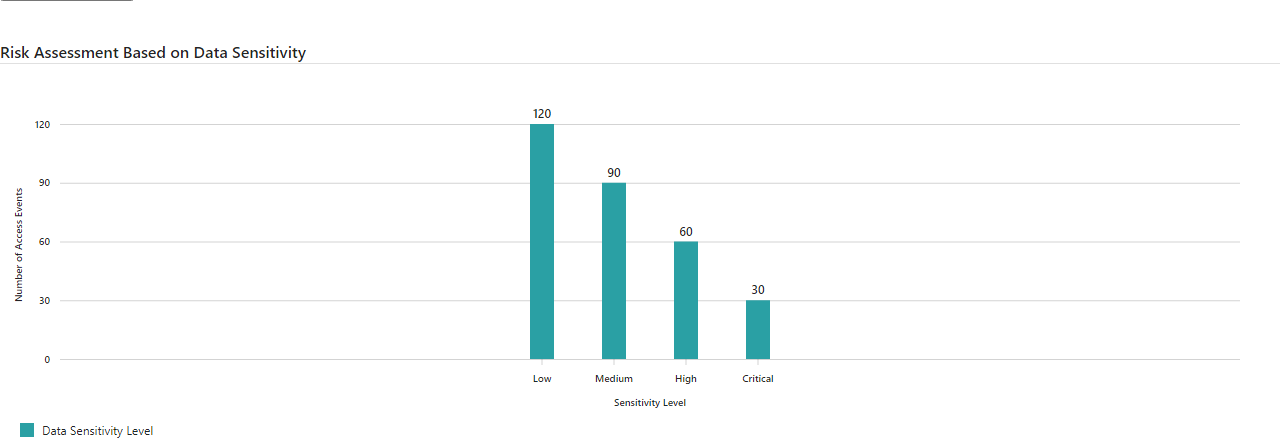 Risk Assessment Based on Data Sensitivity
120
90
60
30
0
Number of Access Events
120
90
60
30
Low
Medium
High
Critical
Sensitivity Level
Data Sensitivity Level